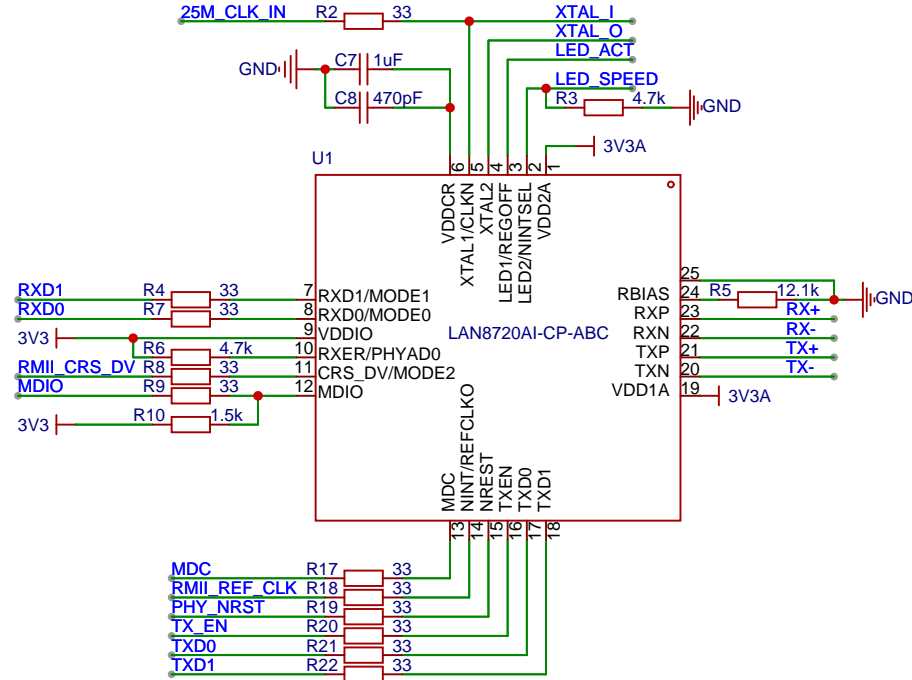 25M_CLK_IN R2 33 XTAL_I
XTAL_O
LED_ACT
GND C7 1uF
LED_SPEED
C8 470pF R3 4.7k GND
U1 3V3A
6 5 4 3 2 1
VDDCR
XTAL1/CLKN
XTAL2
LED1/REGOFF
LED2/NINTSEL
VDD2A
25
RXD1 R4 33 7 RXD1/MODE1 RBIAS 24 R5 12.1k GND
RXD0 R7 33 8 RXD0/MODE0 RXP 23 RX+
3V3 9 VDDIO LAN8720AI-CP-ABC RXN 22 RX-
R6 4.7k 10 RXER/PHYAD0 TXP 21 TX+
RMII_CRS_DV R8 33 11 CRS_DV/MODE2 TXN 20 TX-
MDIO R9 33 12 MDIO VDD1A 19 3V3A
3V3 R10 1.5k
MDC
NINT/REFCLKO
NREST
TXEN
TXD0
TXD1
13 14 15 16 17 18
MDC R17 33
RMII_REF_CLK R18 33
PHY_NRST R19 33
TX_EN R20 33
TXD0 R21 33
TXD1 R22 33